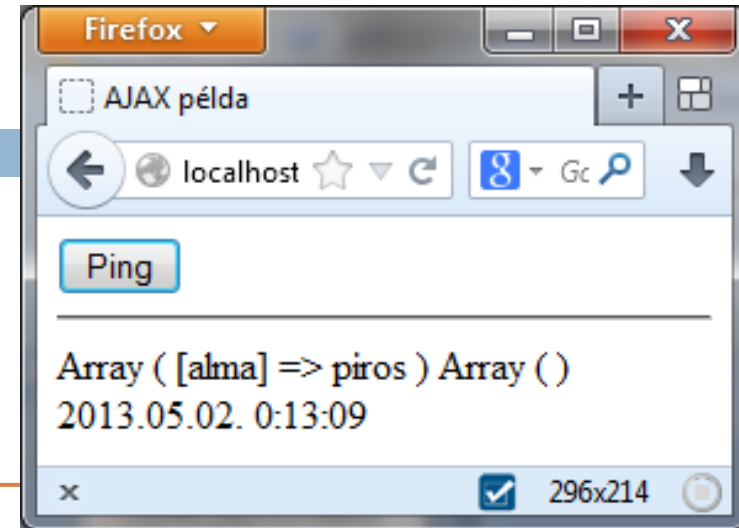 Firefox
AJAX példa
localhost
Gc
Ping
Array ( [alma] => piros ) Array ( )
2013.05.02. 0:13:09
× 296x214